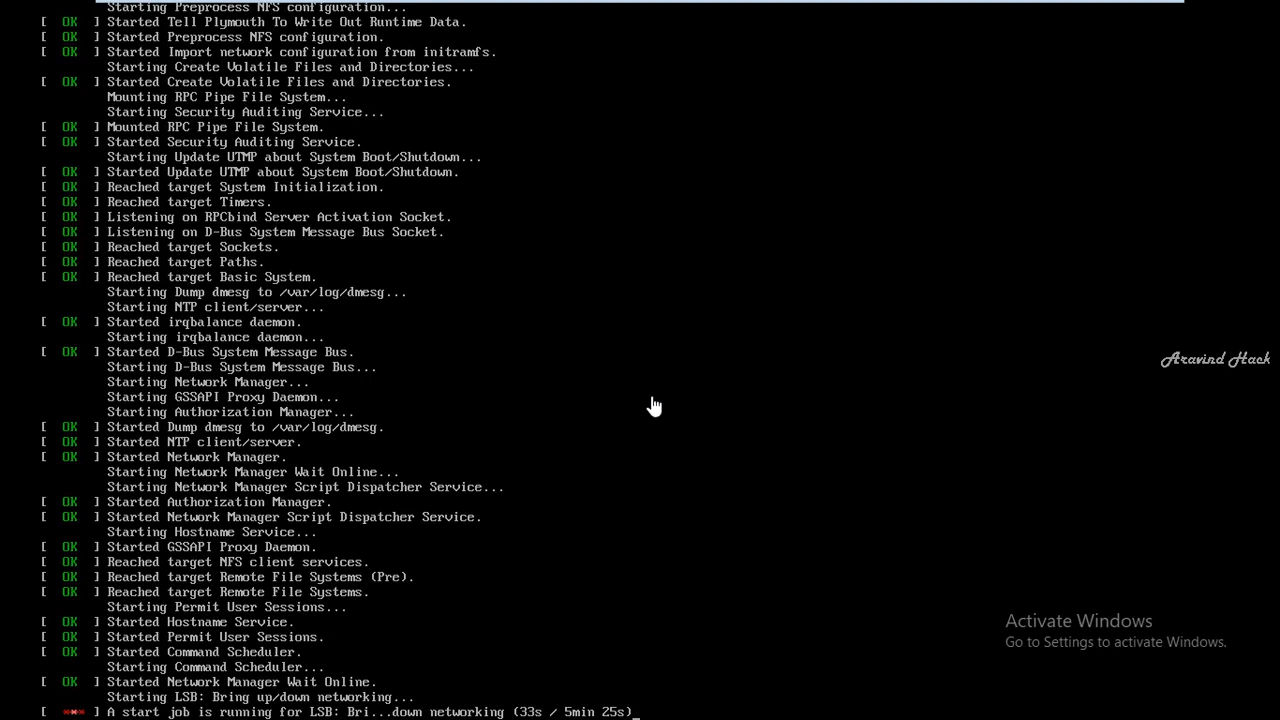 Starting Preprocess NFS configuration...
[  OK  ] Started Tell Plymouth To Write Out Runtime Data.
[  OK  ] Started Preprocess NFS configuration.
[  OK  ] Started Import network configuration from initramfs.
Starting Create Volatile Files and Directories...
[  OK  ] Started Create Volatile Files and Directories.
Mounting RPC Pipe File System...
Starting Security Auditing Service...
[  OK  ] Mounted RPC Pipe File System.
[  OK  ] Started Security Auditing Service.
Starting Update UTMP about System Boot/Shutdown...
[  OK  ] Started Update UTMP about System Boot/Shutdown.
[  OK  ] Reached target System Initialization.
[  OK  ] Reached target Timers.
[  OK  ] Listening on RPCbind Server Activation Socket.
[  OK  ] Listening on D-Bus System Message Bus Socket.
[  OK  ] Reached target Sockets.
[  OK  ] Reached target Paths.
[  OK  ] Reached target Basic System.
Starting Dump dmesg to /var/log/dmesg...
Starting NTP client/server...
[  OK  ] Started irqbalance daemon.
Starting irqbalance daemon...
[  OK  ] Started D-Bus System Message Bus.
Starting D-Bus System Message Bus...
Starting Network Manager...
Starting GSSAPI Proxy Daemon...
Starting Authorization Manager...
[  OK  ] Started Dump dmesg to /var/log/dmesg.
[  OK  ] Started NTP client/server.
[  OK  ] Started Network Manager.
Starting Network Manager Wait Online...
Starting Network Manager Script Dispatcher Service...
[  OK  ] Started Authorization Manager.
[  OK  ] Started Network Manager Script Dispatcher Service.
Starting Hostname Service...
[  OK  ] Started GSSAPI Proxy Daemon.
[  OK  ] Reached target NFS client services.
[  OK  ] Reached target Remote File Systems (Pre).
[  OK  ] Reached target Remote File Systems.
Starting Permit User Sessions...
[  OK  ] Started Hostname Service.
[  OK  ] Started Permit User Sessions.
[  OK  ] Started Command Scheduler.
Starting Command Scheduler...
[  OK  ] Started Network Manager Wait Online.
Starting LSB: Bring up/down networking...
[ *** ] A start job is running for LSB: Bri...down networking (33s / 5min 25s)_
Aravind Hack
Activate Windows
Go to Settings to activate Windows.